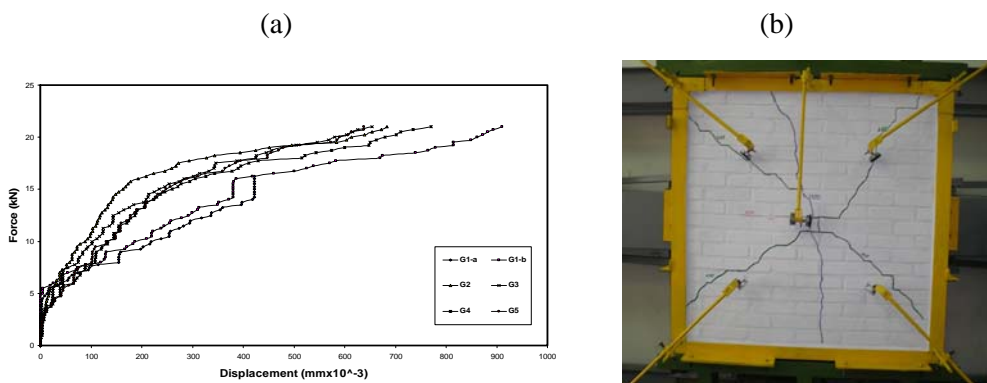 (a)
(b)
25
20
15
10
5
0
Force (kN)
0 100 200 300 400 500 600 700 800 900 1000
Displacement (mmx10^-3)
G1-a G1-b
G2 G3
G4 G5